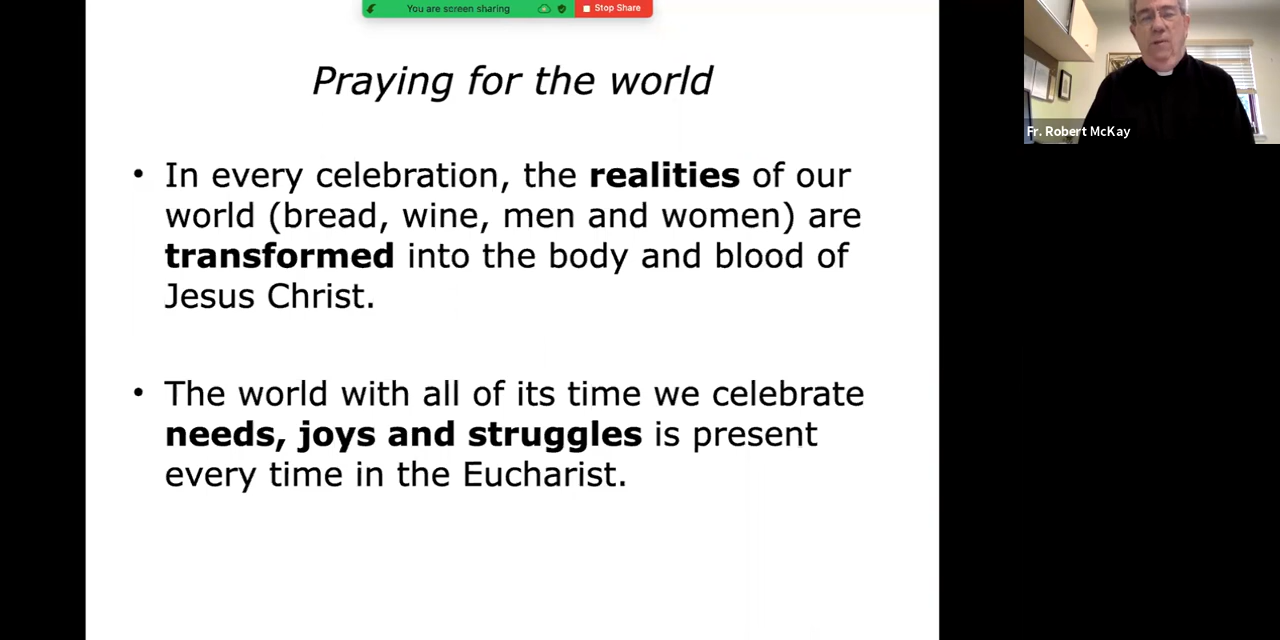 You are screen sharing
Stop Share
Praying for the world
Fr. Robert McKay
• In every celebration, the realities of our
world (bread, wine, men and women) are
transformed into the body and blood of
Jesus Christ.
• The world with all of its time we celebrate
needs, joys and struggles is present
every time in the Eucharist.